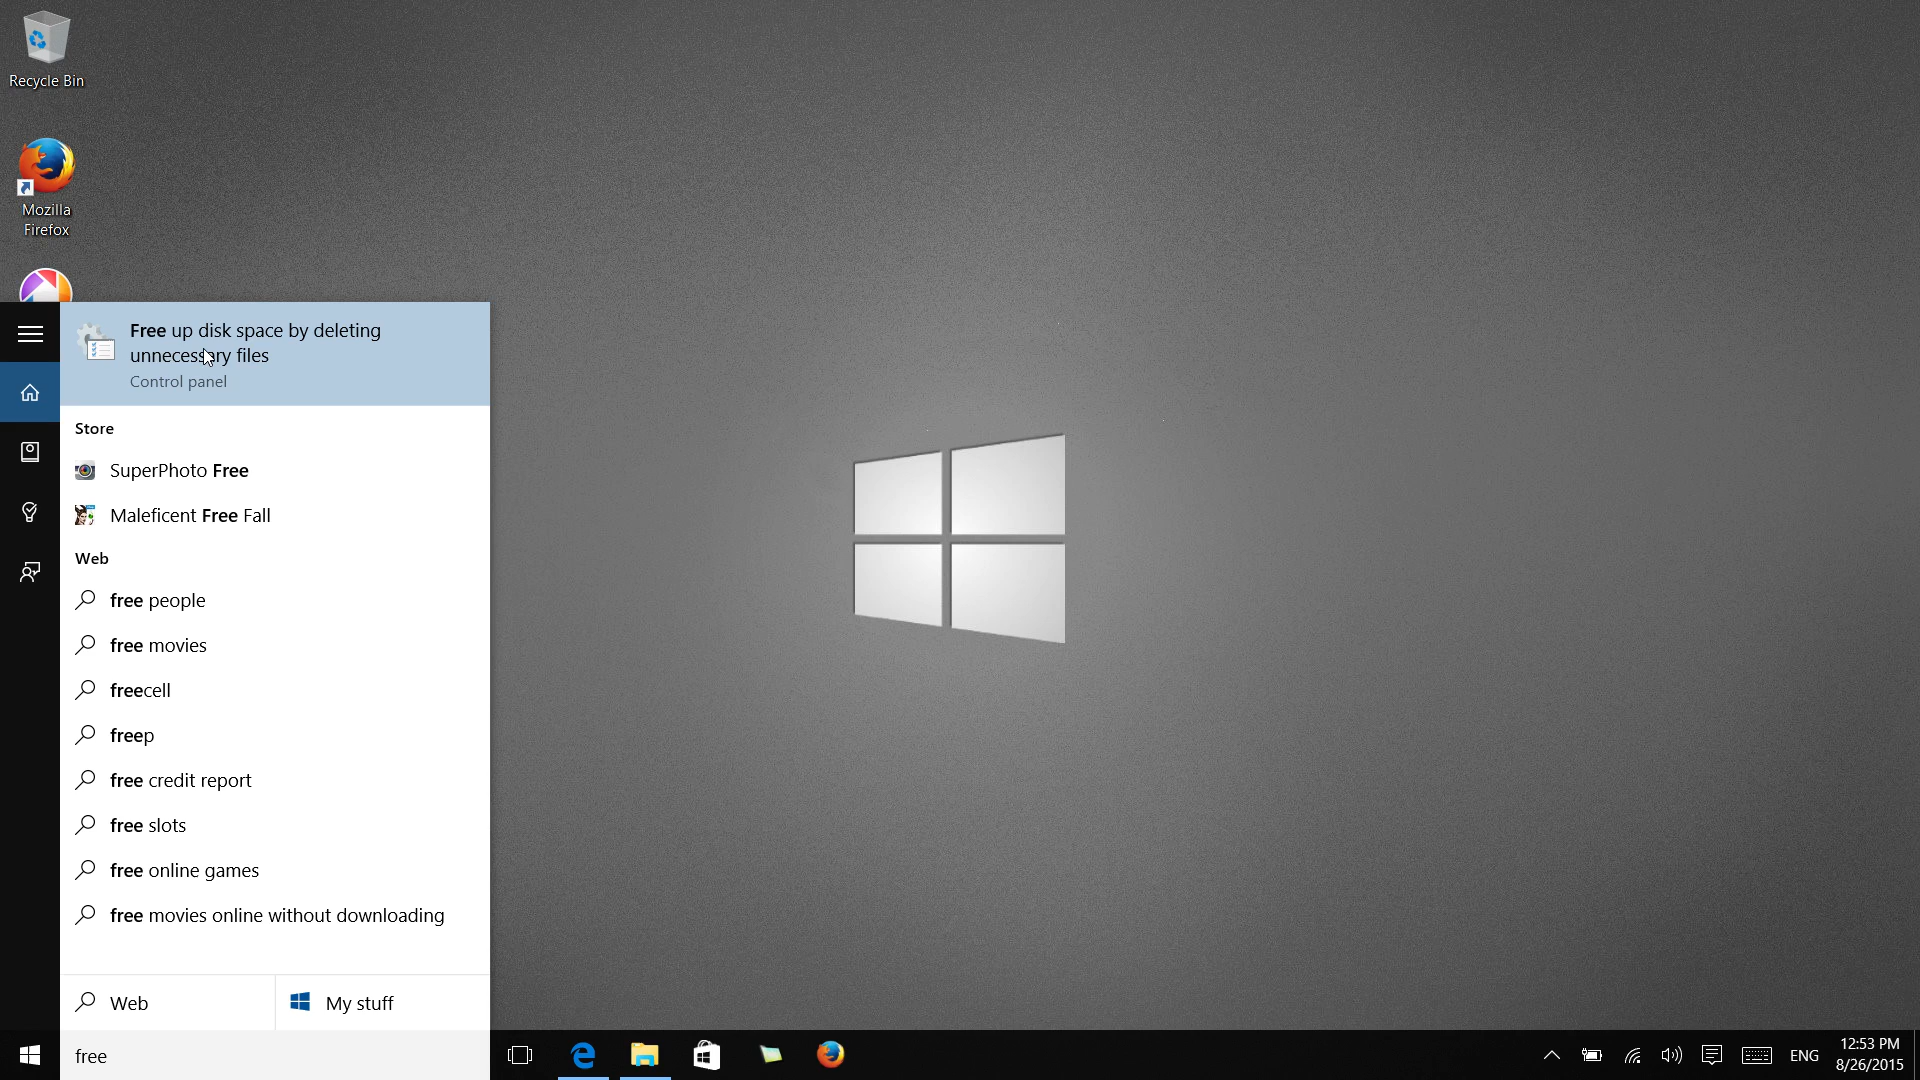 Recycle Bin
Mozilla
Firefox
Free up disk space by deleting
unnecessary files
Control panel
Store
SuperPhoto Free
Maleficent Free Fall
Web
free people
free movies
freecell
freep
free credit report
free slots
free online games
free movies online without downloading
Web
My stuff
free
ENG
12:53 PM
8/26/2015